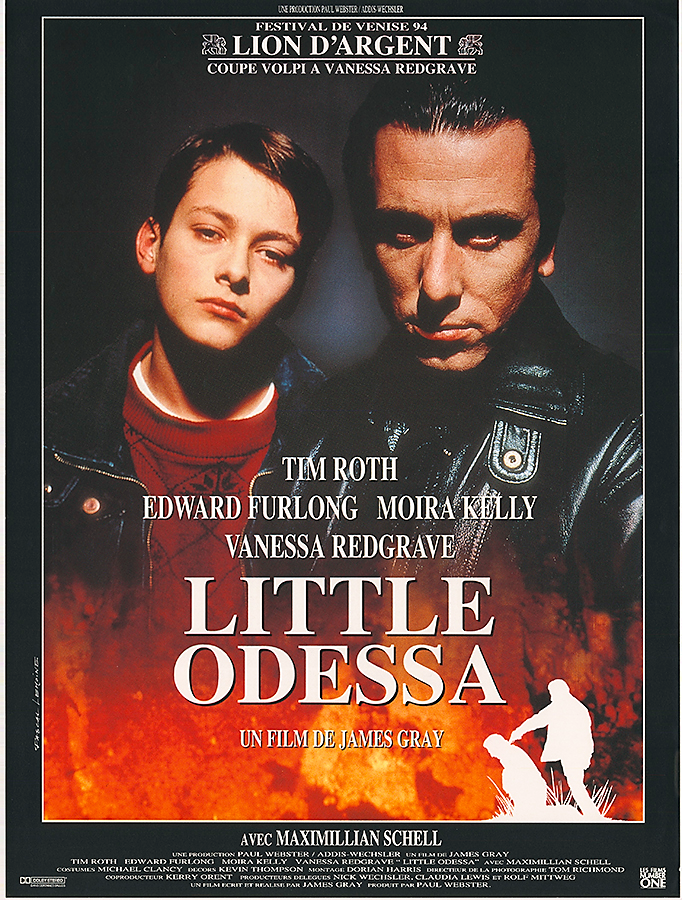 UNE PRODUCTION PAUL WEBSTER / ADDIS-WECHSLER
FESTIVAL DE VENISE 94
LION D'ARGENT
COUPE VOLPI A VANESSA REDGRAVE
TIM ROTH
EDWARD FURLONG MOIRA KELLY
VANESSA REDGRAVE
LITTLE
ODESSA
UN FILM DE JAMES GRAY
AVEC MAXIMILLIAN SCHELL
UNE PRODUCTION PAUL WEBSTER / ADDIS-WECHSLER UN FILM DE JAMES GRAY
TIM ROTH EDWARD FURLONG MOIRA KELLY VANESSA REDGRAVE " LITTLE ODESSA" AVEC MAXIMILLIAN SCHELL
COSTUMES MICHAEL CLANCY DECORS KEVIN THOMPSON MONTAGE DORIAN HARRIS DIRECTEUR DE LA PHOTOGRAPHIE TOM RICHMOND
COPRODUCTEUR KERRY ORENT PRODUCTEURS DELEGUES NICK WECHSLER, CLAUDIA LEWIS ET ROLF MITTWEG
UN FILM ECRIT ET REALISE PAR JAMES GRAY PRODUIT PAR PAUL WEBSTER.
DOLBY STEREO
LES FILMS
NUMBER
ONE